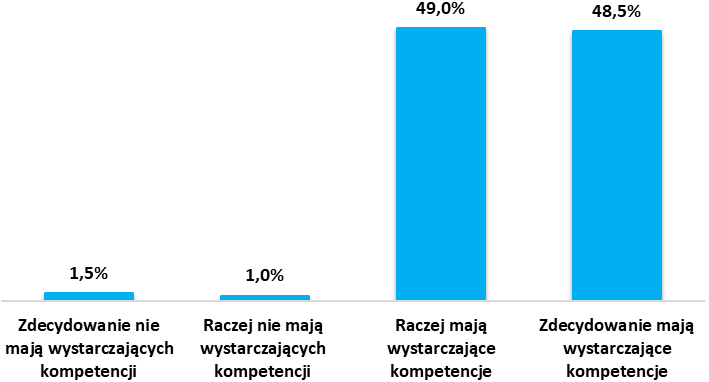 1,5%
1,0%
49,0%
48,5%
Zdecydowanie nie
mają wystarczających
kompetencji
Raczej nie mają
wystarczających
kompetencji
Raczej mają
wystarczające
kompetencje
Zdecydowanie mają
wystarczające
kompetencje